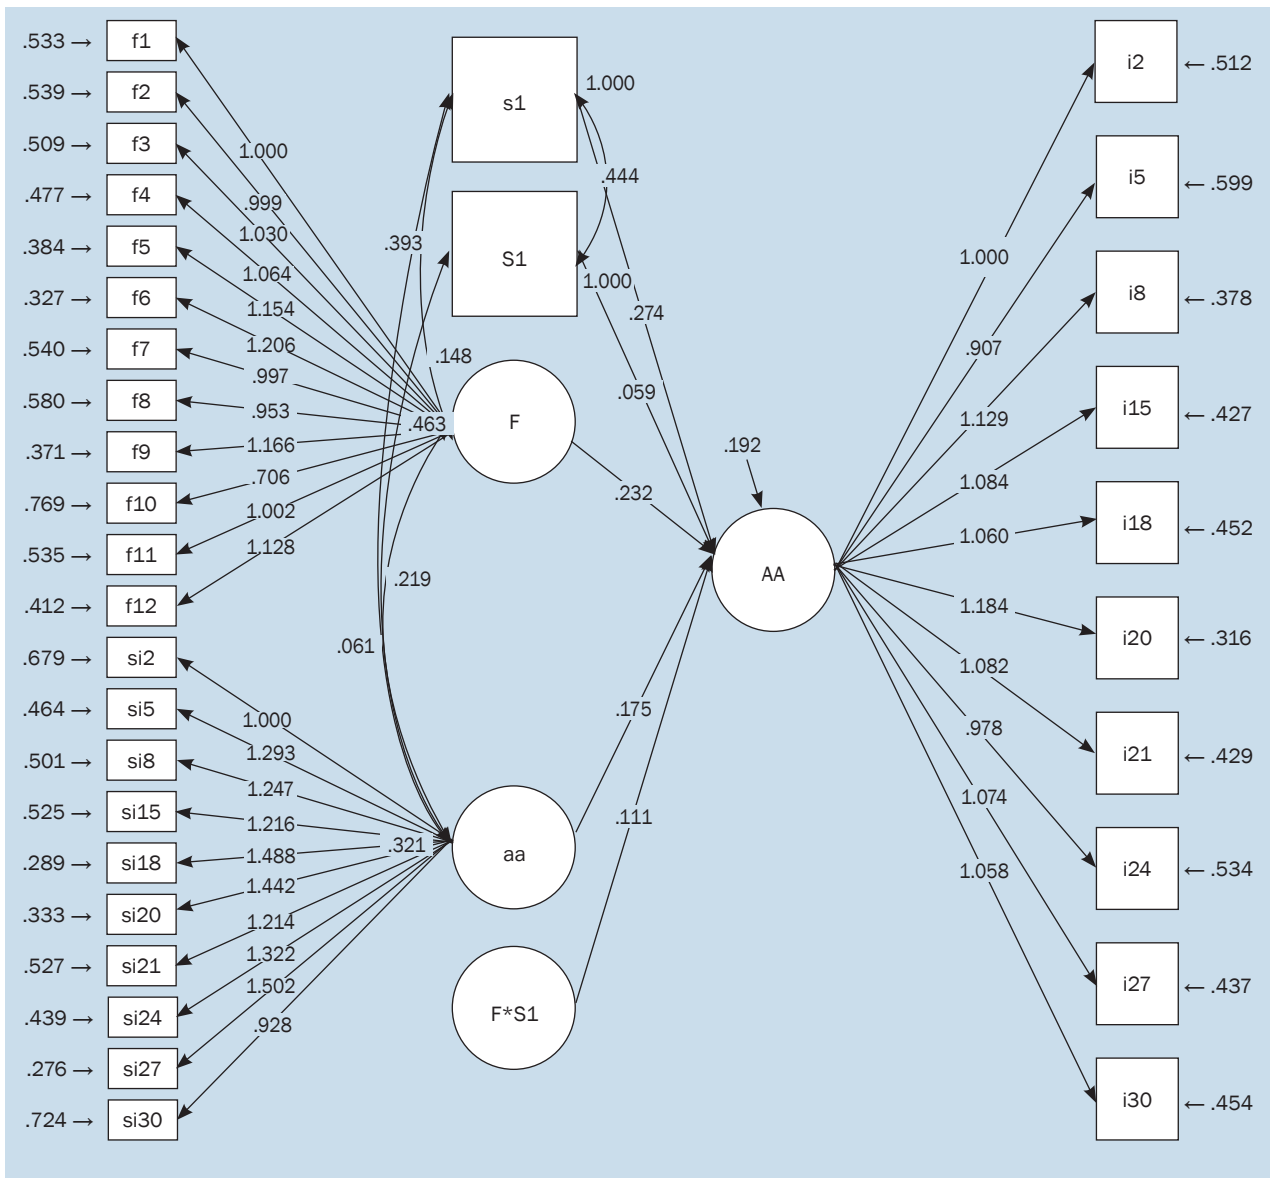 .533 → f1
.539 → f2
.509 → f3
.477 → f4
.384 → f5
.327 → f6
.540 → f7
.580 → f8
.371 → f9
.769 → f10
.535 → f11
.412 → f12
.679 → si2
.464 → si5
.501 → si8
.525 → si15
.289 → si18
.333 → si20
.527 → si21
.439 → si24
.276 → si27
.724 → si30
1.000
.999
1.030
1.064
1.154
1.206
.997
.953
1.166
.706
1.002
1.128
1.000
1.293
1.247
1.216
1.488
1.442
1.214
1.322
1.502
.928
s1
1.000
.444
.393
S1
1.000
.274
.148
.059
.463
F
.232
.219
.061
.175
.111
.321
aa
F*S1
.192
AA
1.000
.907
1.129
1.084
1.060
1.184
1.082
.978
1.074
1.058
i2 ← .512
i5 ← .599
i8 ← .378
i15 ← .427
i18 ← .452
i20 ← .316
i21 ← .429
i24 ← .534
i27 ← .437
i30 ← .454